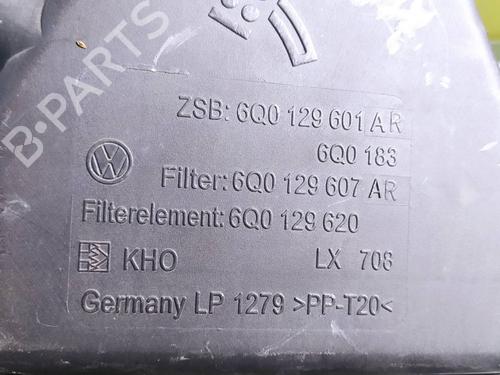 ZSB: 6Q0 129 601 AR
6Q0 183
Filter: 6Q0 129 607 AR
Filterelement: 6Q0 129 620
KHO LX 708
Germany LP 1279 >PP-T20<
B-PARTS